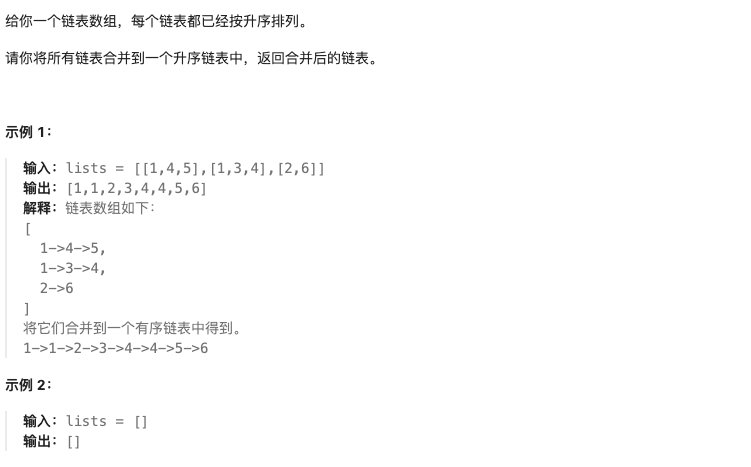 给你一个链表数组，每个链表都已经按升序排列。
请你将所有链表合并到一个升序链表中，返回合并后的链表。
示例 1：
输入：lists = [[1,4,5],[1,3,4],[2,6]]
输出：[1,1,2,3,4,4,5,6]
解释：链表数组如下：
[
  1->4->5,
  1->3->4,
  2->6
]
将它们合并到一个有序链表中得到。
1->1->2->3->4->4->5->6
示例 2：
输入：lists = []
输出：[]